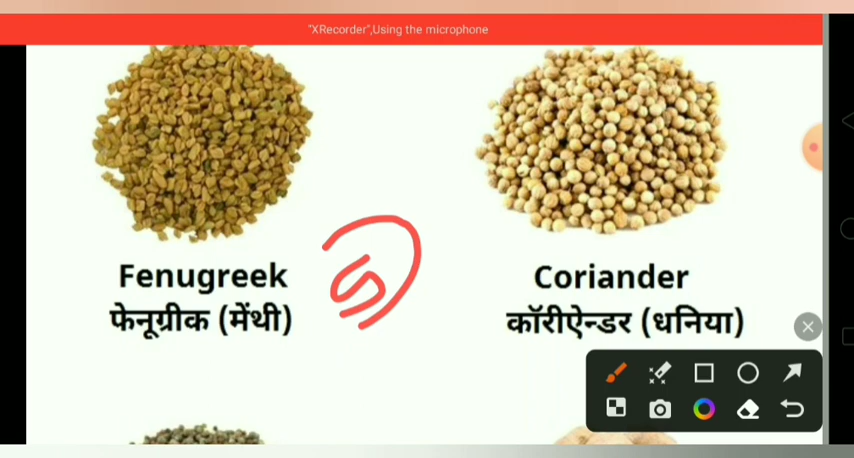 "XRecorder",Using the microphone
Fenugreek
फेनूग्रीक (मेंथी)
Coriander
कॉरीऐन्डर (धनिया)